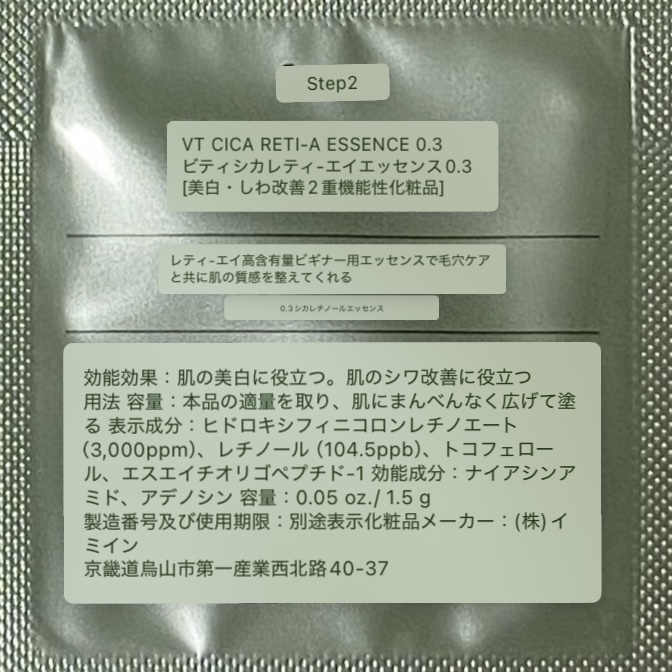 Step2
VT CICA RETI-A ESSENCE 0.3
ビティシカレティ-エイエッセンス0.3
[美白・しわ改善2重機能性化粧品]
レティ-エイ高含有量ビギナー用エッセンスで毛穴ケア
と共に肌の質感を整えてくれる
0.3シカレチノールエッセンス
効能効果：肌の美白に役立つ。肌のシワ改善に役立つ
用法 容量：本品の適量を取り、肌にまんべんなく広げて塗
る 表示成分：ヒドロキシフィニコロンレチノエート
(3,000ppm)、レチノール (104.5ppb)、トコフェロー
ル、エスエイチオリゴペプチド-1 効能成分：ナイアシンア
ミド、アデノシン 容量：0.05 oz./ 1.5 g
製造番号及び使用期限：別途表示化粧品メーカー：(株) イ
ミイン
京畿道烏山市第一産業西北路40-37